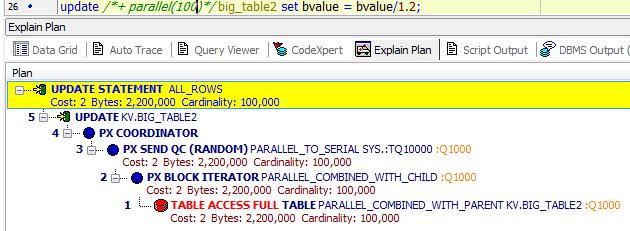 26 update /*+ parallel(100)*/ big_table2 set bvalue = bvalue/1.2;
Explain Plan
Data Grid Auto Trace Query Viewer CodeXpert Explain Plan Script Output DBMS Output (
Plan
UPDATE STATEMENT ALL_ROWS
Cost: 2 Bytes: 2,200,000 Cardinality: 100,000
5 UPDATE KV.BIG_TABLE2
4 PX COORDINATOR
3 PX SEND QC (RANDOM) PARALLEL_TO_SERIAL SYS.:TQ10000 :Q1000
Cost: 2 Bytes: 2,200,000 Cardinality: 100,000
2 PX BLOCK ITERATOR PARALLEL_COMBINED_WITH_CHILD :Q1000
Cost: 2 Bytes: 2,200,000 Cardinality: 100,000
1 TABLE ACCESS FULL TABLE PARALLEL_COMBINED_WITH_PARENT KV.BIG_TABLE2 :Q1000
Cost: 2 Bytes: 2,200,000 Cardinality: 100,000